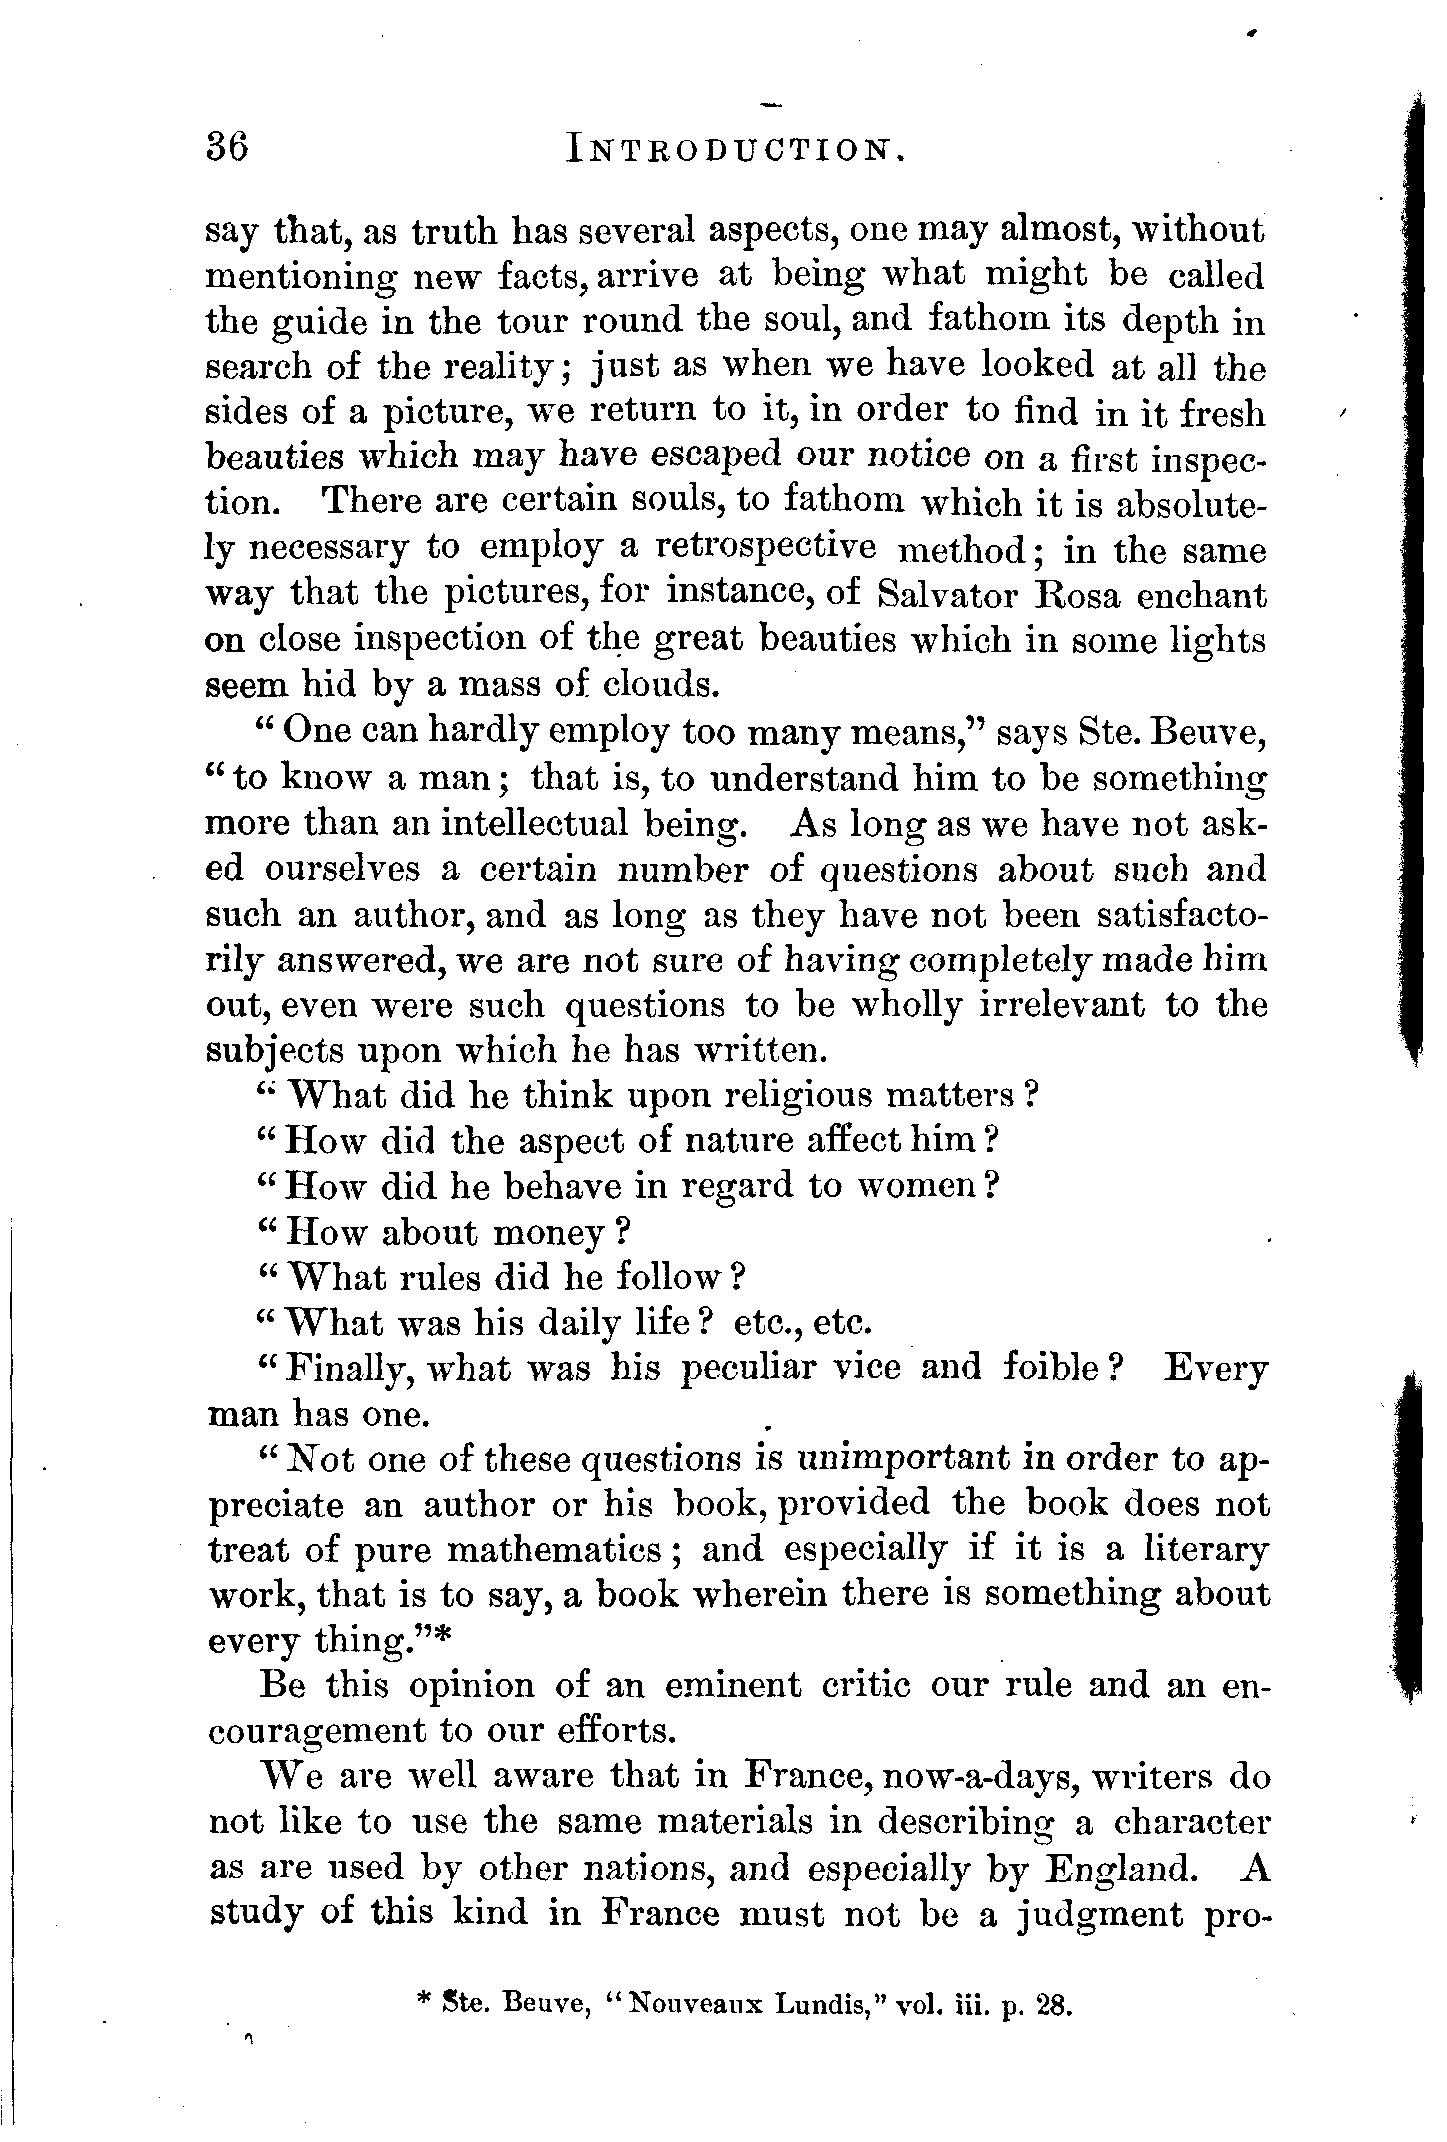 36 INTRODUCTION.
say that, as truth has several aspects, one may almost, without
mentioning new facts, arrive at being what might be called
the guide in the tour round the soul, and fathom its depth in
search of the reality; just as when we have looked at all the
sides of a picture, we return to it, in order to find in it fresh
beauties which may have escaped our notice on a first inspec-
tion. There are certain souls, to fathom which it is absolute-
ly necessary to employ a retrospective method; in the same
way that the pictures, for instance, of Salvator Rosa enchant
on close inspection of the great beauties which in some lights
seem hid by a mass of clouds.
"One can hardly employ too many means," says Ste. Beuve,
"to know a man; that is, to understand him to be something
more than an intellectual being. As long as we have not ask-
ed ourselves a certain number of questions about such and
such an author, and as long as they have not been satisfacto-
rily answered, we are not sure of having completely made him
out, even were such questions to be wholly irrelevant to the
subjects upon which he has written.
"What did he think upon religious matters?
"How did the aspect of nature affect him?
"How did he behave in regard to women?
"How about money?
"What rules did he follow?
"What was his daily life? etc., etc.
"Finally, what was his peculiar vice and foible? Every
man has one.
"Not one of these questions is unimportant in order to ap-
preciate an author or his book, provided the book does not
treat of pure mathematics; and especially if it is a literary
work, that is to say, a book wherein there is something about
every thing."*
Be this opinion of an eminent critic our rule and an en-
couragement to our efforts.
We are well aware that in France, now-a-days, writers do
not like to use the same materials in describing a character
as are used by other nations, and especially by England. A
study of this kind in France must not be a judgment pro-
* Ste. Beuve, "Nouveaux Lundis," vol. iii. p. 28.